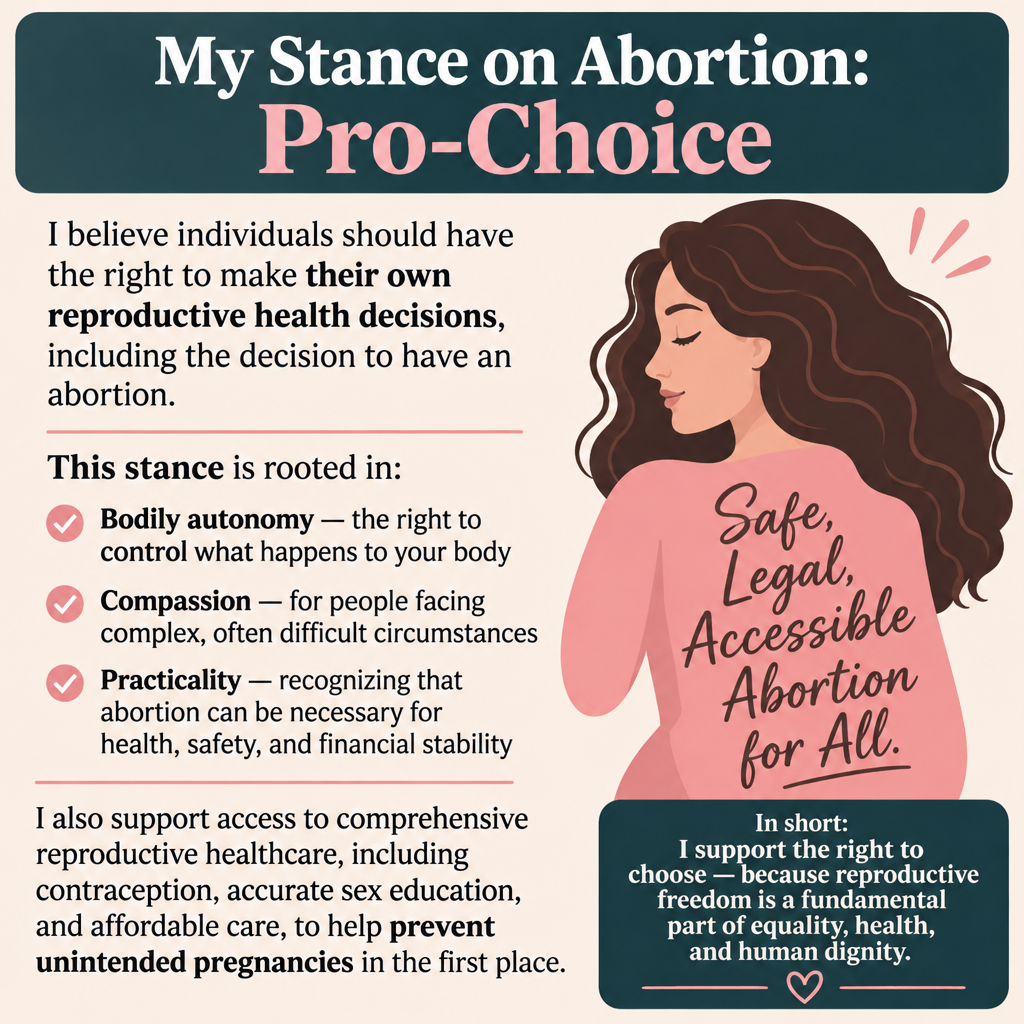 My Stance on Abortion:
Pro-Choice
I believe individuals should have
the right to make their own
reproductive health decisions,
including the decision to have an
abortion.
This stance is rooted in:
Bodily autonomy — the right to
control what happens to your body
Compassion — for people facing
complex, often difficult circumstances
Practicality — recognizing that
abortion can be necessary for
health, safety, and financial stability
I also support access to comprehensive
reproductive healthcare, including
contraception, accurate sex education,
and affordable care, to help prevent
unintended pregnancies in the first place.
Safe,
Legal,
Accessible
Abortion
for All.
In short:
I support the right to
choose — because reproductive
freedom is a fundamental
part of equality, health,
and human dignity.